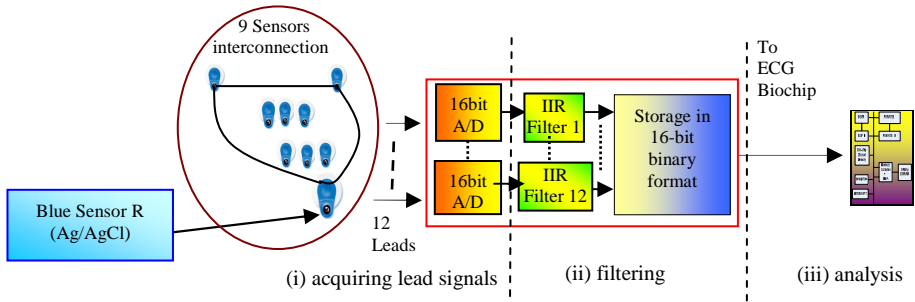 9 Sensors
interconnection
Blue Sensor R
(Ag/AgCl)
12
Leads
16bit
A/D
16bit
A/D
IIR
Filter 1
IIR
Filter 12
Storage in
16-bit
binary
format
To
ECG
Biochip
(i) acquiring lead signals
(ii) filtering
(iii) analysis